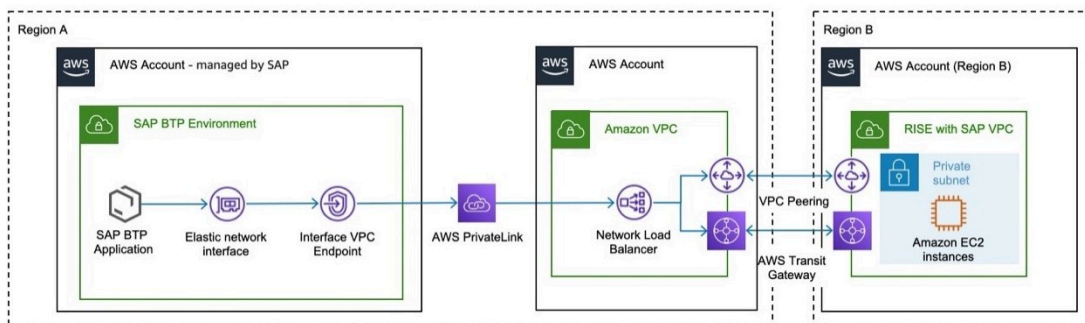 Region A
Region B
aws
AWS Account - managed by SAP
aws
AWS Account
aws
AWS Account (Region B)
SAP BTP Environment
Amazon VPC
RISE with SAP VPC
Private
subnet
SAP BTP
Application
Elastic network
interface
Interface VPC
Endpoint
AWS PrivateLink
Network Load
Balancer
VPC Peering
AWS Transit
Gateway
Amazon EC2
instances